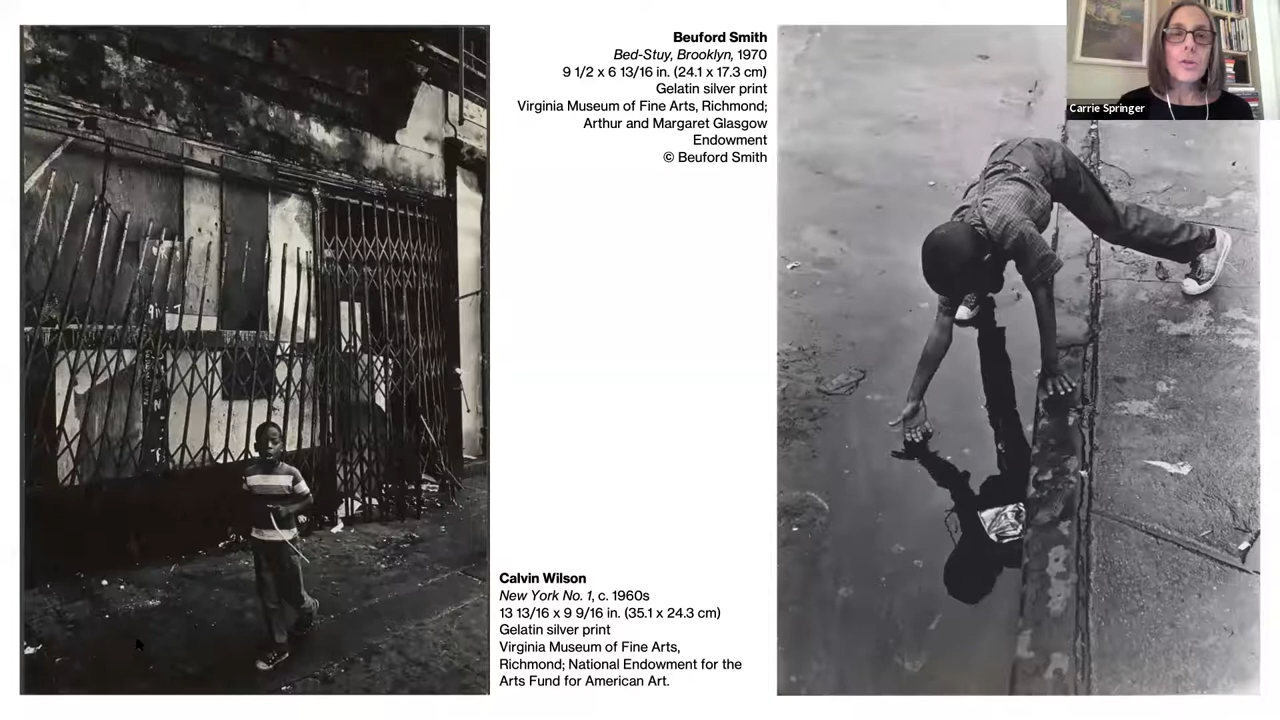 Beuford Smith
Bed-Stuy, Brooklyn, 1970
9 1/2 x 6 13/16 in. (24.1 x 17.3 cm)
Gelatin silver print
Virginia Museum of Fine Arts, Richmond;
Arthur and Margaret Glasgow
Endowment
© Beuford Smith
Carrie Springer
Calvin Wilson
New York No. 1, c. 1960s
13 13/16 x 9 9/16 in. (35.1 x 24.3 cm)
Gelatin silver print
Virginia Museum of Fine Arts,
Richmond; National Endowment for the
Arts Fund for American Art.